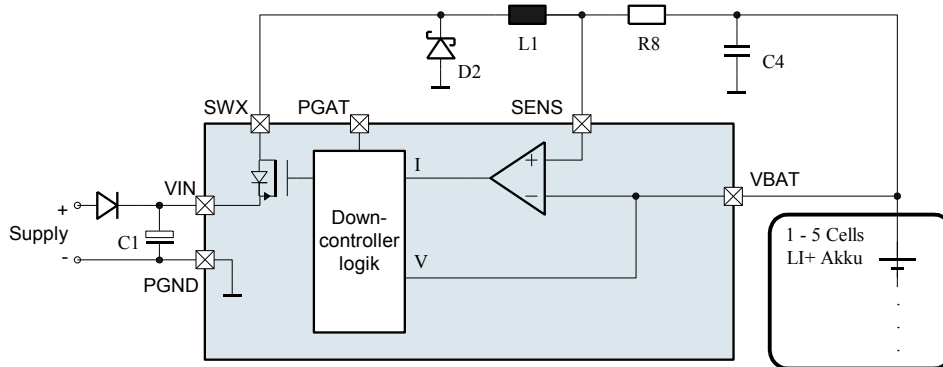 L1
R8
D2
C4
SWX
PGAT
SENS
I
+
−
VIN
VBAT
+
Supply
-
C1
Down-
controller
logik
V
PGND
1 - 5 Cells
LI+ Akku